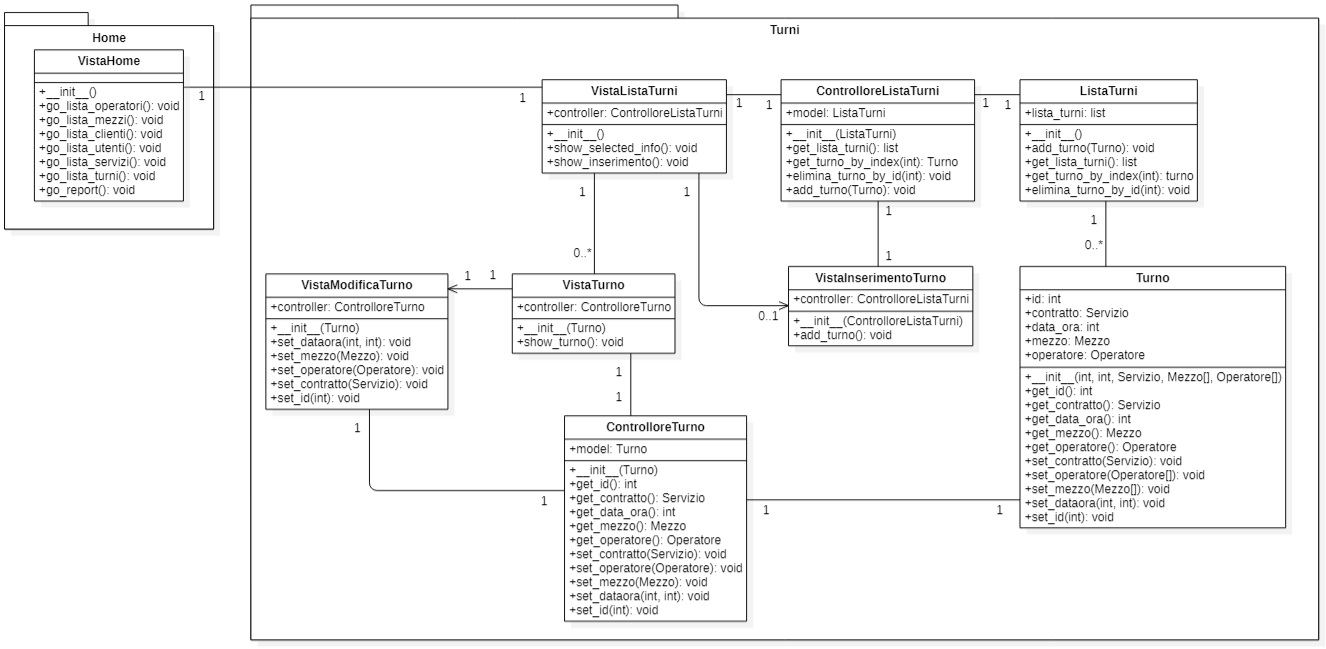 Home
VistaHome
+__init__()
+go_lista_operatori(): void
+go_lista_mezzi(): void
+go_lista_clienti(): void
+go_lista_utenti(): void
+go_lista_servizi(): void
+go_lista_turni(): void
+go_report(): void
1
1
Turni
VistaListaTurni
+controller: ControlloreListaTurni
+__init__()
+show_selected_info(): void
+show_inserimento(): void
1
1
ControlloreListaTurni
+model: ListaTurni
+__init__(ListaTurni)
+get_lista_turni(): list
+get_turno_by_index(int): Turno
+elimina_turno_by_id(int): void
+add_turno(Turno): void
1
1
ListaTurni
+lista_turni: list
+__init__()
+add_turno(Turno): void
+get_lista_turni(): list
+get_turno_by_index(int): turno
+elimina_turno_by_id(int): void
1
0..*
1
0..1
1
1
1
0..*
VistaModificaTurno
+controller: ControlloreTurno
+__init__(Turno)
+set_dataora(int, int): void
+set_mezzo(Mezzo): void
+set_operatore(Operatore): void
+set_contratto(Servizio): void
+set_id(int): void
1
1
VistaTurno
+controller: ControlloreTurno
+__init__(Turno)
+show_turno(): void
VistaInserimentoTurno
+controller: ControlloreListaTurni
+__init__(ControlloreListaTurni)
+add_turno(): void
Turno
+id: int
+contratto: Servizio
+data_ora: int
+mezzo: Mezzo
+operatore: Operatore
+__init__(int, int, Servizio, Mezzo[], Operatore[])
+get_id(): int
+get_contratto(): Servizio
+get_data_ora(): int
+get_mezzo(): Mezzo
+get_operatore(): Operatore
+set_contratto(Servizio): void
+set_operatore(Operatore[]): void
+set_mezzo(Mezzo[]): void
+set_dataora(int, int): void
+set_id(int): void
1
1
1
1
ControlloreTurno
+model: Turno
+__init__(Turno)
+get_id(): int
+get_contratto(): Servizio
+get_data_ora(): int
+get_mezzo(): Mezzo
+get_operatore(): Operatore
+set_contratto(Servizio): void
+set_operatore(Operatore): void
+set_mezzo(Mezzo): void
+set_dataora(int, int): void
+set_id(int): void
1
1